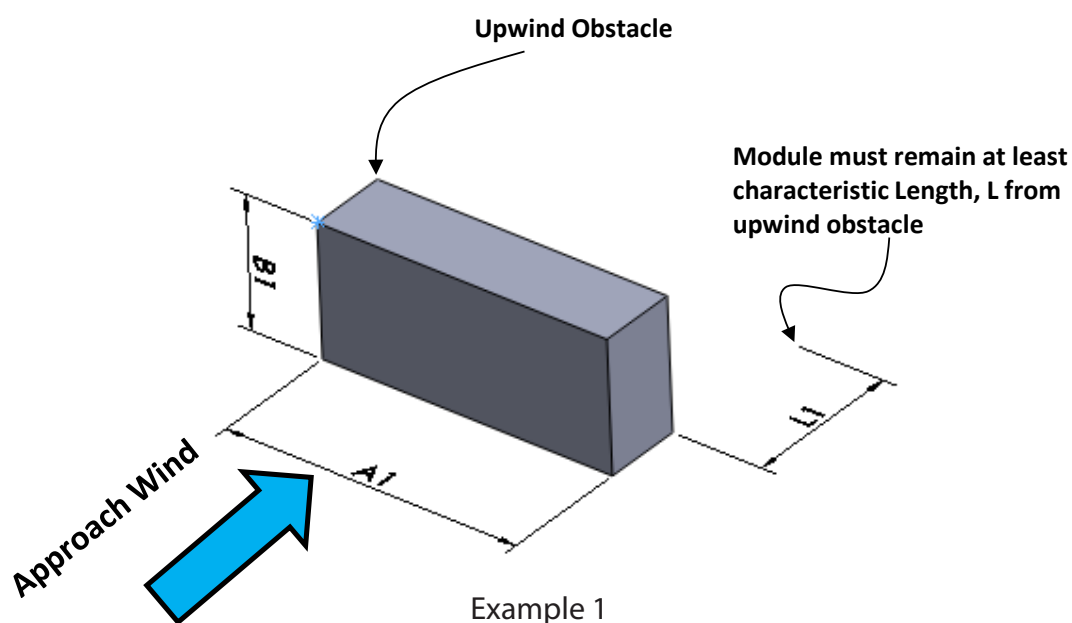 Upwind Obstacle
Module must remain at least
characteristic Length, L from
upwind obstacle
B1
L1
A1
Approach Wind
Example 1